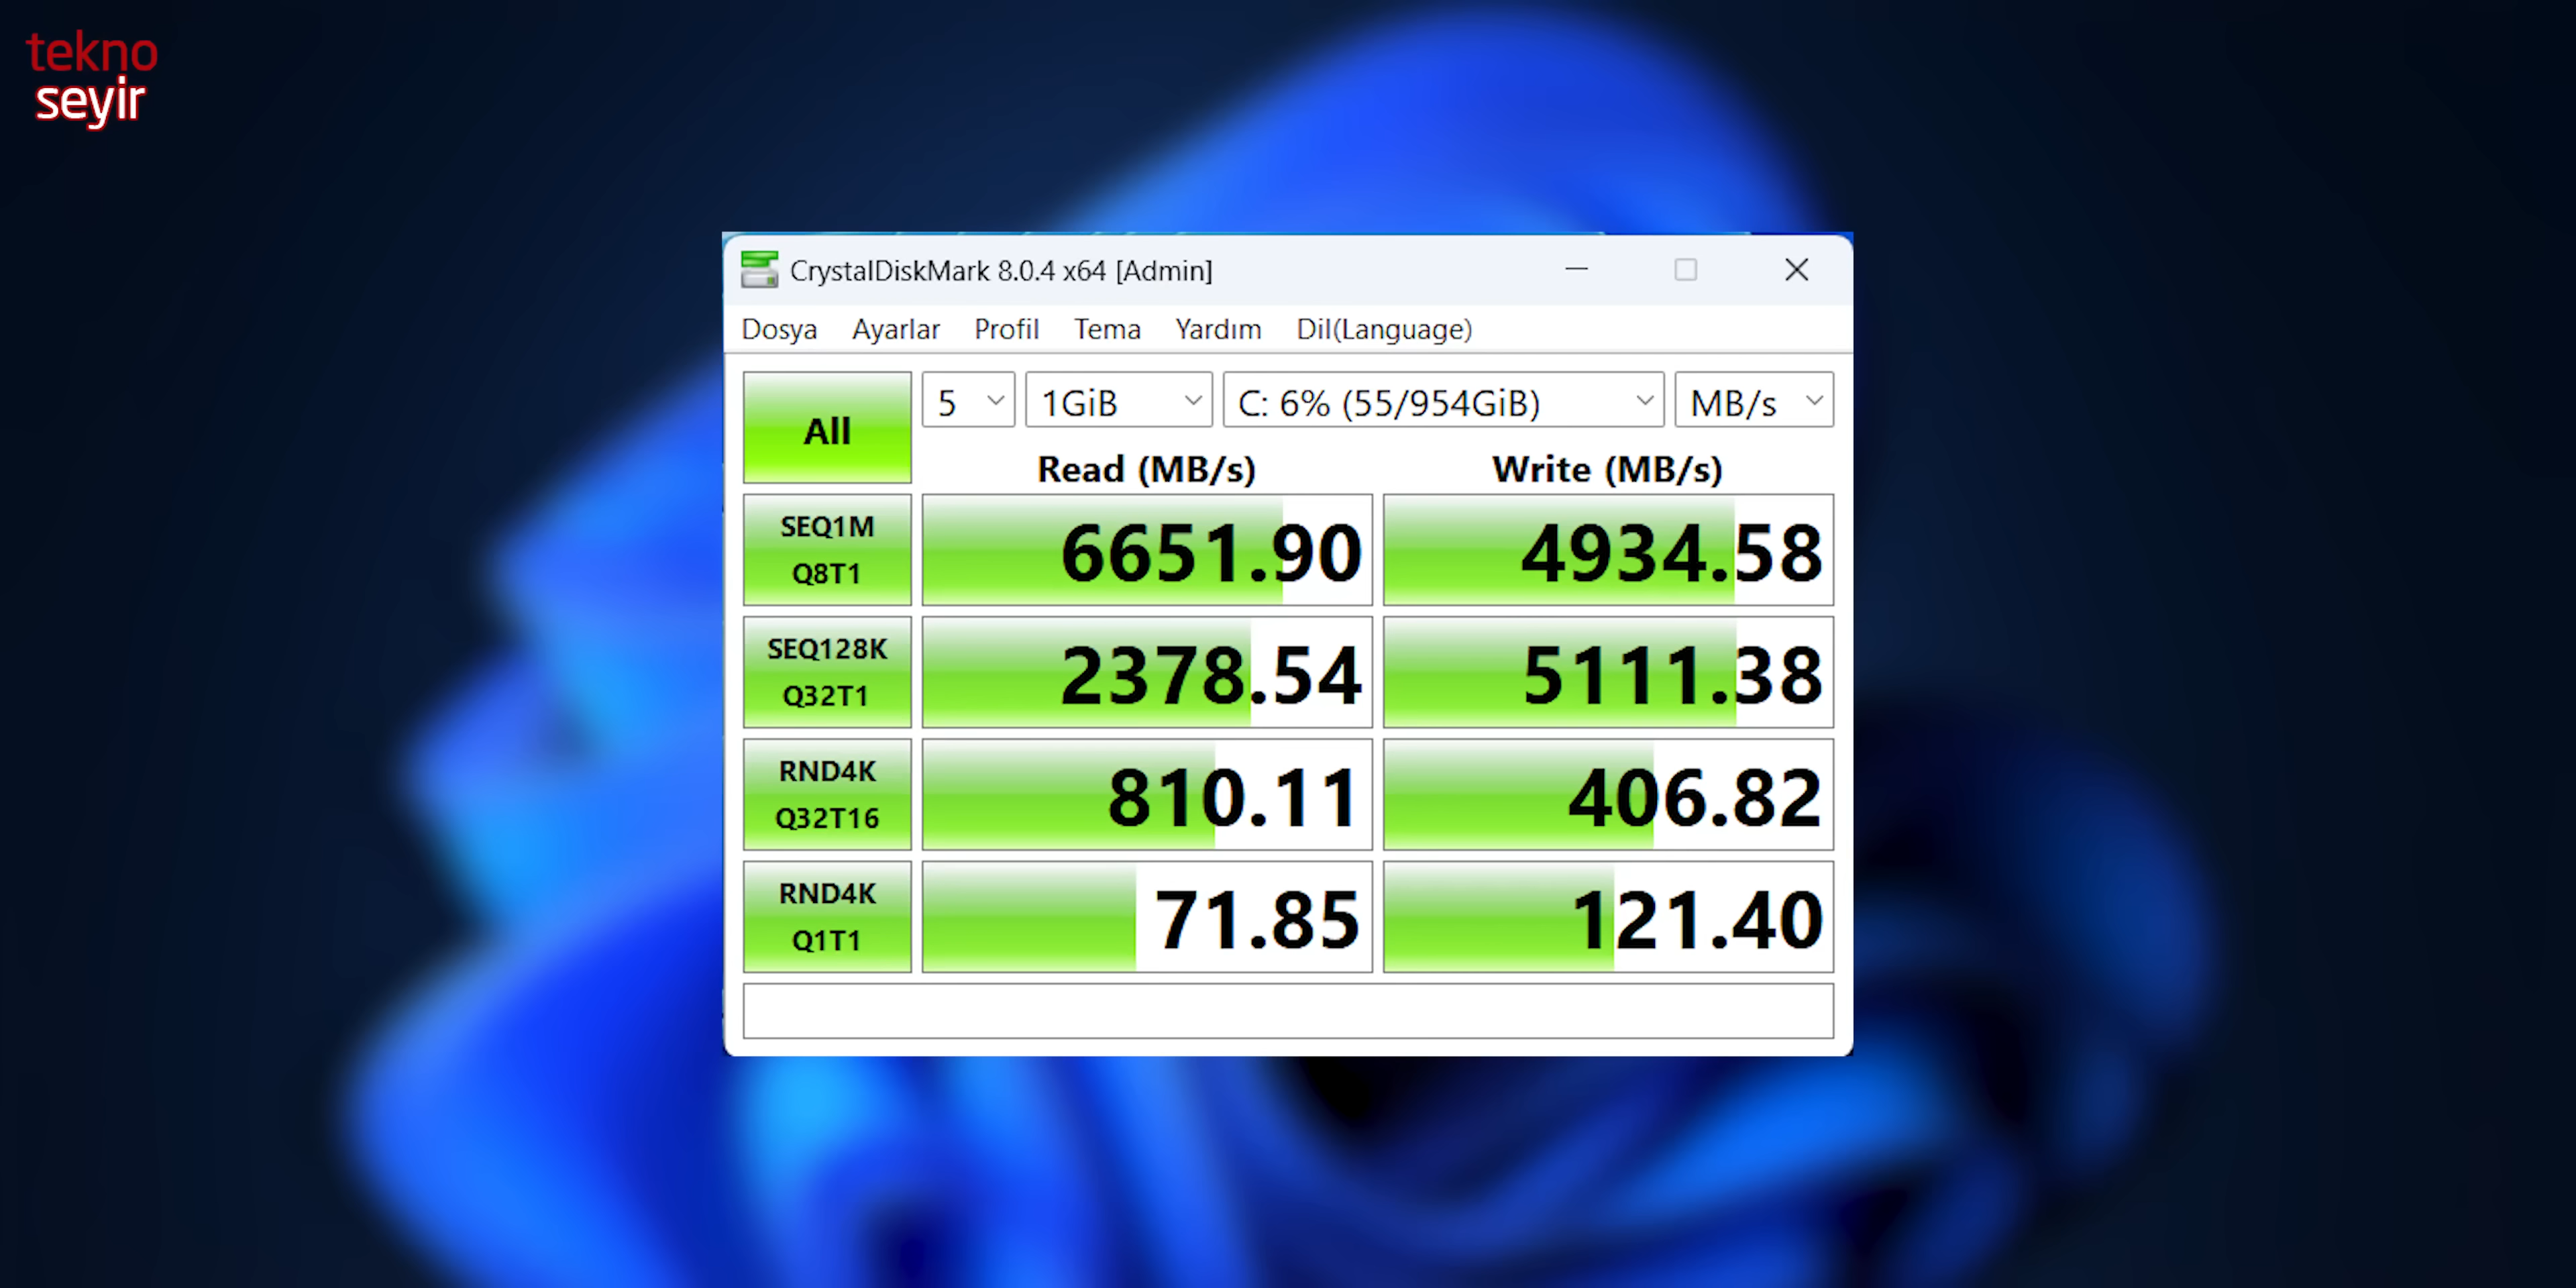 tekno
seyir
CrystalDiskMark 8.0.4 x64 [Admin]
Dosya Ayarlar Profil Tema Yardım Dil(Language)
All
5 1GiB C: 6% (55/954GiB) MB/s
Read (MB/s) Write (MB/s)
SEQ1M
Q8T1
6651.90 4934.58
SEQ128K
Q32T1
2378.54 5111.38
RND4K
Q32T16
810.11 406.82
RND4K
Q1T1
71.85 121.40